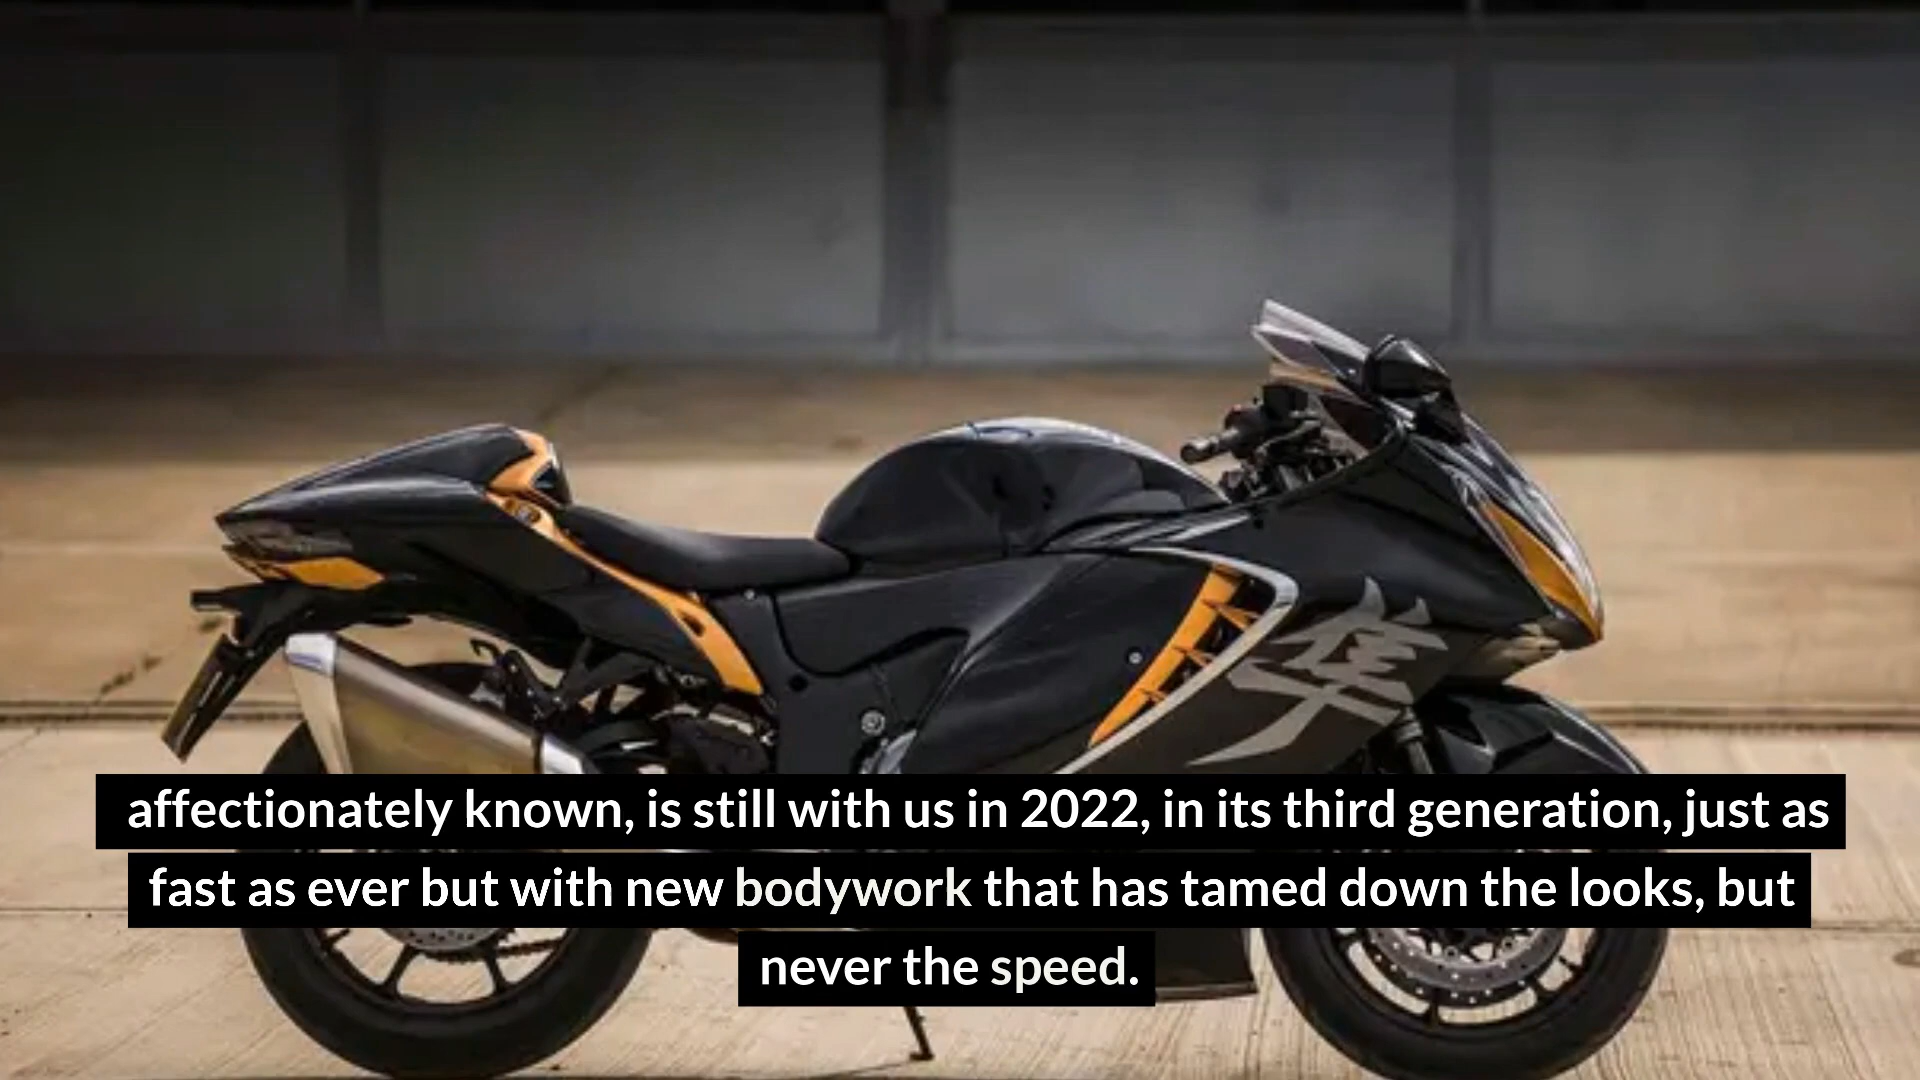 隼
affectionately known, is still with us in 2022, in its third generation, just as
fast as ever but with new bodywork that has tamed down the looks, but
never the speed.